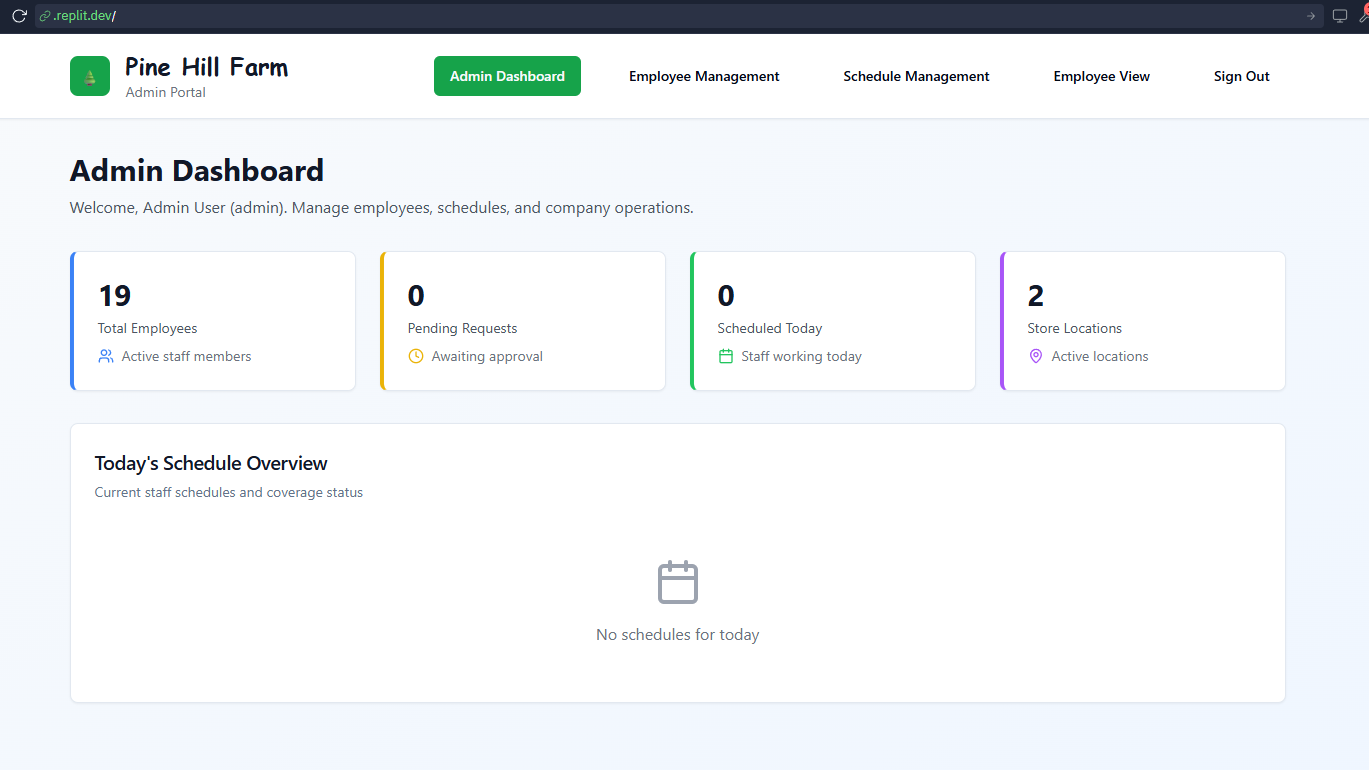 .replit.dev/
Pine Hill Farm
Admin Portal
Admin Dashboard
Employee Management
Schedule Management
Employee View
Sign Out
Admin Dashboard
Welcome, Admin User (admin). Manage employees, schedules, and company operations.
19
Total Employees
Active staff members
0
Pending Requests
Awaiting approval
0
Scheduled Today
Staff working today
2
Store Locations
Active locations
Today's Schedule Overview
Current staff schedules and coverage status
No schedules for today